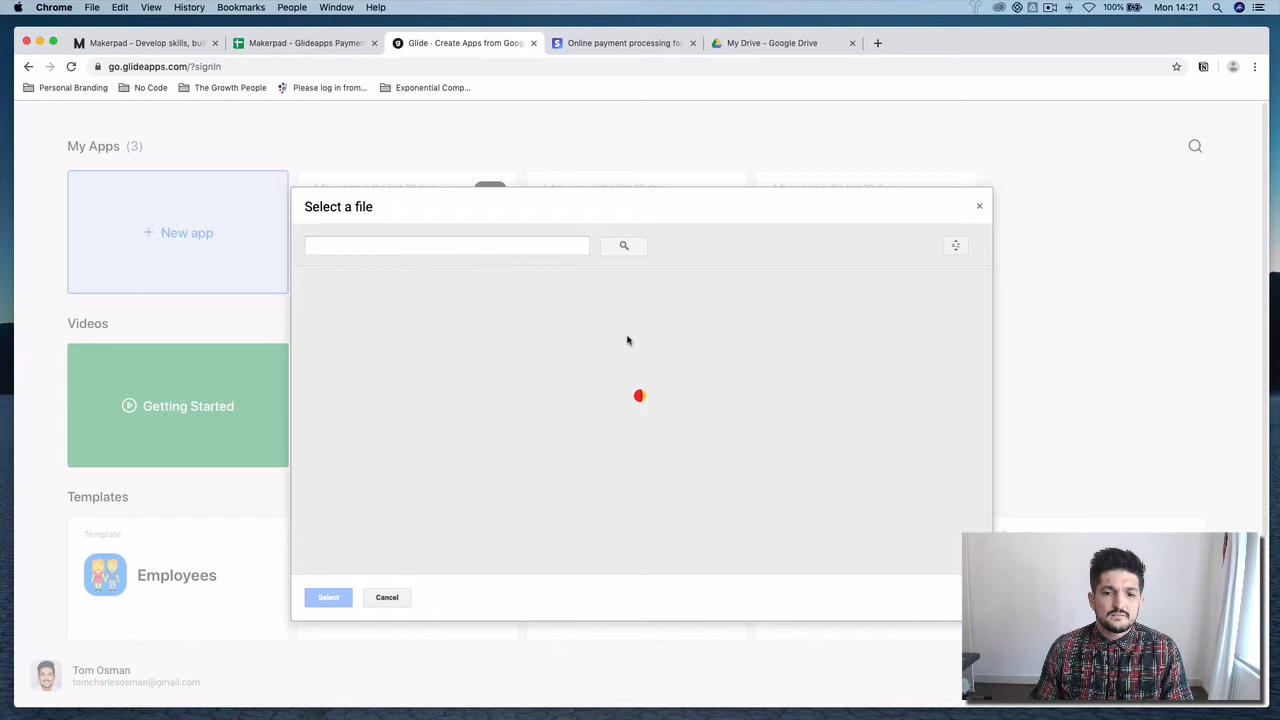 Chrome File Edit View History Bookmarks People Window Help 100% Mon 14:21
Makerpad - Develop skills, buil Makerpad - Glideapps Paymen Glide · Create Apps from Goog Online payment processing for My Drive - Google Drive
go.glideapps.com/?signIn
Personal Branding No Code The Growth People Please log in from... Exponential Comp...
My Apps (3)
Select a file
+ New app
Videos
Getting Started
Templates
Template
Employees
Select Cancel
Tom Osman
tomcharlesosman@gmail.com